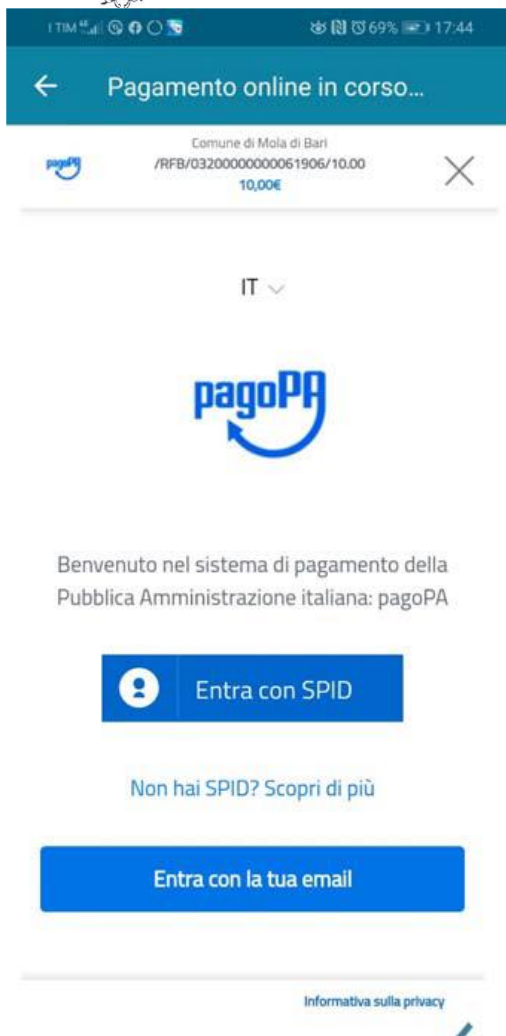 I TIM 4G 69% 17:44
Pagamento online in corso...
pagoPA
Comune di Mola di Bari
/RFB/03200000000061906/10.00
10,00€
IT
pagoPA
Benvenuto nel sistema di pagamento della
Pubblica Amministrazione italiana: pagoPA
Entra con SPID
Non hai SPID? Scopri di più
Entra con la tua email
Informativa sulla privacy